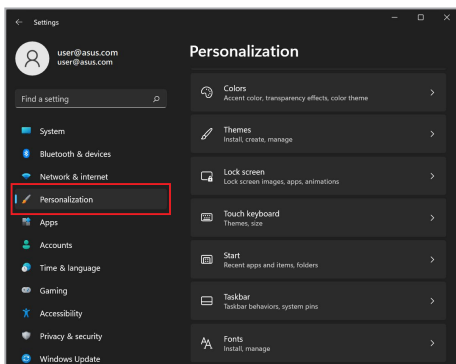 Settings
user@asus.com
user@asus.com
Find a setting
System
Bluetooth & devices
Network & internet
Personalization
Apps
Accounts
Time & language
Gaming
Accessibility
Privacy & security
Windows Update
Personalization
Colors
Accent color, transparency effects, color theme
Themes
Install, create, manage
Lock screen
Lock screen images, apps, animations
Touch keyboard
Themes, size
Start
Recent apps and items, folders
Taskbar
Taskbar behaviors, system pins
Fonts
Install, manage